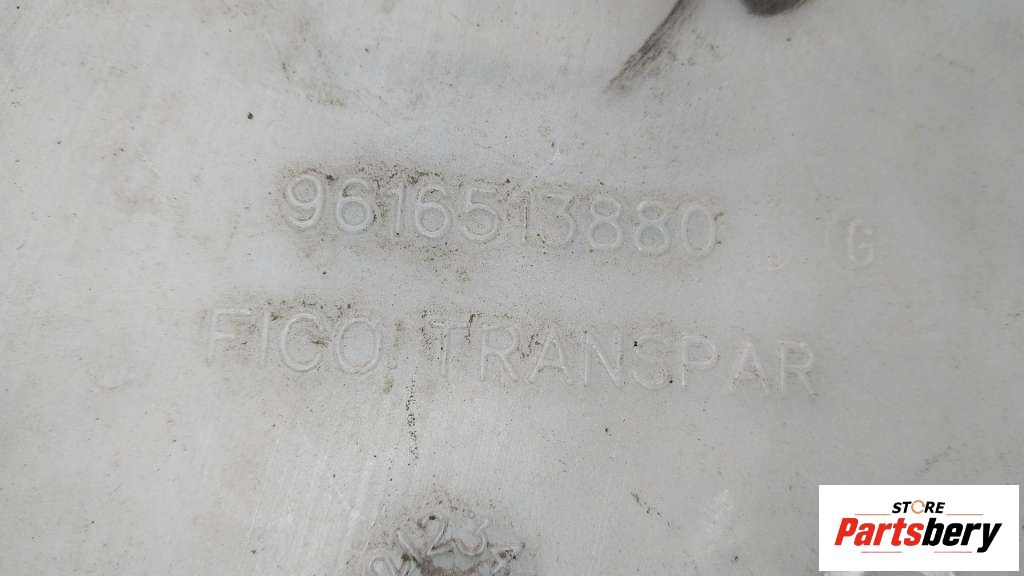 9616513880 G
FICO TRANSPAR
STORE
Partsbery